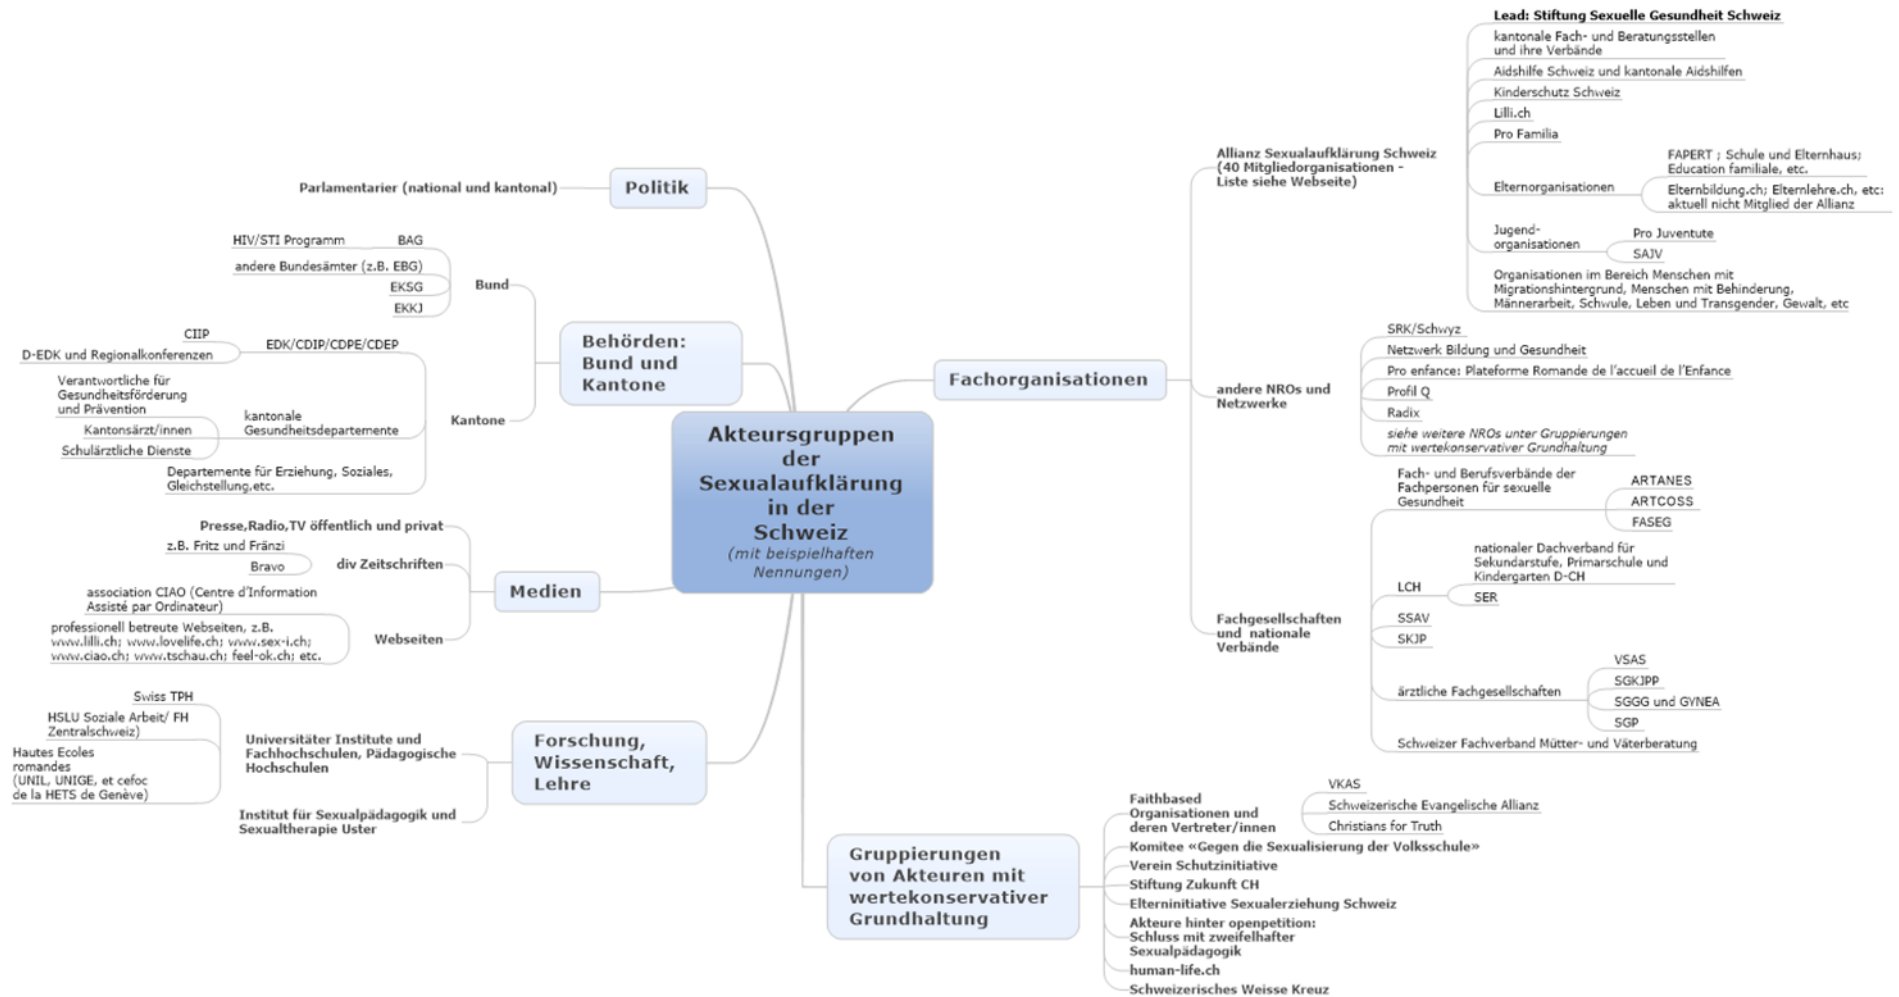 Akteursgruppen
der
Sexualaufklärung
in der
Schweiz
(mit beispielhaften
Nennungen)
Politik
Parlamentarier (national und kantonal)
Behörden:
Bund und
Kantone
Bund
BAG
HIV/STI Programm
andere Bundesämter (z.B. EBG)
EKSG
EKKJ
Kantone
EDK/CDIP/CDPE/CDEP
CIIP
D-EDK und Regionalkonferenzen
kantonale
Gesundheitsdepartemente
Verantwortliche für
Gesundheitsförderung
und Prävention
Kantonsärzt/innen
Schulärztliche Dienste
Departemente für Erziehung, Soziales,
Gleichstellung,etc.
Medien
Presse,Radio,TV öffentlich und privat
div Zeitschriften
z.B. Fritz und Fränzi
Bravo
Webseiten
association CIAO (Centre d'Information
Assisté par Ordinateur)
professionell betreute Webseiten, z.B.
www.lilli.ch; www.lovelife.ch; www.sex-i.ch;
www.ciao.ch; www.tschau.ch; feel-ok.ch; etc.
Forschung,
Wissenschaft,
Lehre
Universitäter Institute und
Fachhochschulen, Pädagogische
Hochschulen
Swiss TPH
HSLU Soziale Arbeit/ FH
Zentralschweiz)
Hautes Ecoles
romandes
(UNIL, UNIGE, et cefoc
de la HETS de Genève)
Institut für Sexualpädagogik und
Sexualtherapie Uster
Fachorganisationen
Allianz Sexualaufklärung Schweiz
(40 Mitgliedorganisationen -
Liste siehe Webseite)
Lead: Stiftung Sexuelle Gesundheit Schweiz
kantonale Fach- und Beratungsstellen
und ihre Verbände
Aidshilfe Schweiz und kantonale Aidshilfen
Kinderschutz Schweiz
Lilli.ch
Pro Familia
Elternorganisationen
FAPERT ; Schule und Elternhaus;
Education familiale, etc.
Elternbildung.ch; Elternlehre.ch, etc:
aktuell nicht Mitglied der Allianz
Jugend-
organisationen
Pro Juventute
SAJV
Organisationen im Bereich Menschen mit
Migrationshintergrund, Menschen mit Behinderung,
Männerarbeit, Schwule, Leben und Transgender, Gewalt, etc
andere NROs und
Netzwerke
SRK/Schwyz
Netzwerk Bildung und Gesundheit
Pro enfance: Plateforme Romande de l'accueil de l'Enfance
Profil Q
Radix
siehe weitere NROs unter Gruppierungen
mit wertekonservativer Grundhaltung
Fachgesellschaften
und nationale
Verbände
Fach- und Berufsverbände der
Fachpersonen für sexuelle
Gesundheit
ARTANES
ARTCOSS
FASEG
LCH
nationaler Dachverband für
Sekundarstufe, Primarschule und
Kindergarten D-CH
SER
SSAV
SKJP
ärztliche Fachgesellschaften
VSAS
SGKJPP
SGGG und GYNEA
SGP
Schweizer Fachverband Mütter- und Väterberatung
Gruppierungen
von Akteuren mit
wertekonservativer
Grundhaltung
Faithbased
Organisationen und
deren Vertreter/innen
VKAS
Schweizerische Evangelische Allianz
Christians for Truth
Komitee «Gegen die Sexualisierung der Volksschule»
Verein Schutzinitiative
Stiftung Zukunft CH
Elterninitiative Sexualerziehung Schweiz
Akteure hinter openpetition:
Schluss mit zweifelhafter
Sexualpädagogik
human-life.ch
Schweizerisches Weisse Kreuz